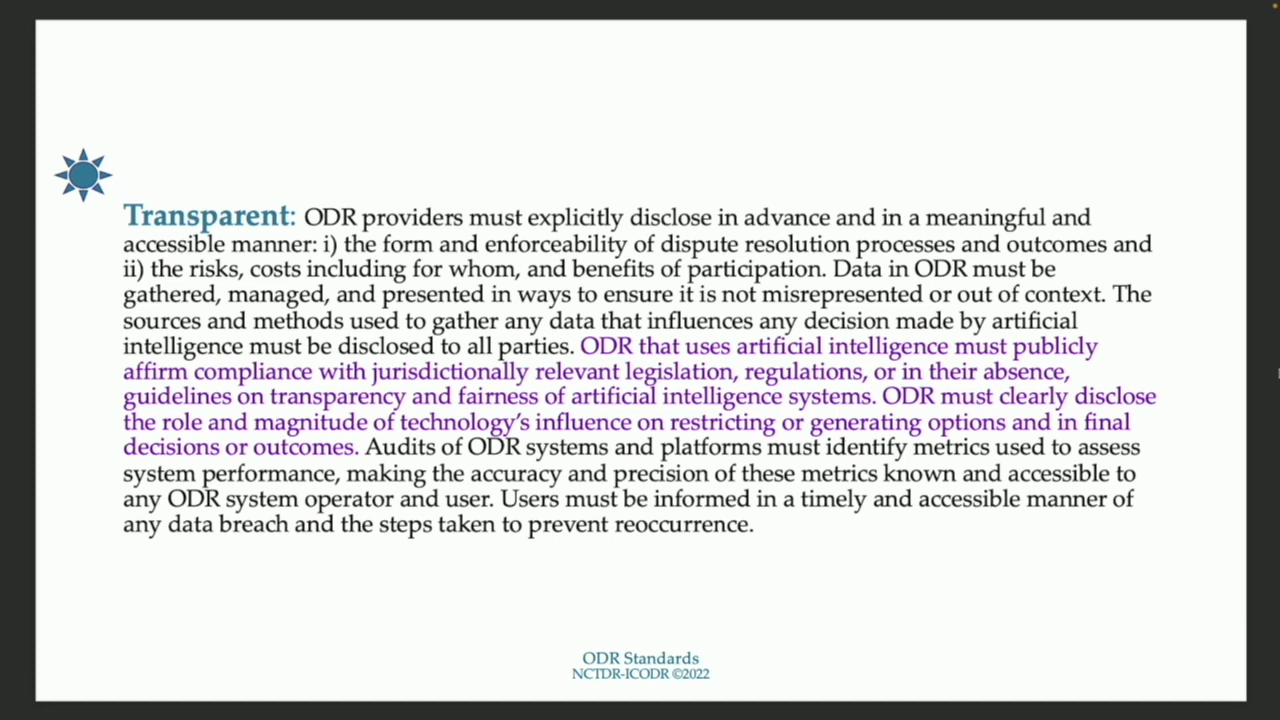 Transparent: ODR providers must explicitly disclose in advance and in a meaningful and
accessible manner: i) the form and enforceability of dispute resolution processes and outcomes and
ii) the risks, costs including for whom, and benefits of participation. Data in ODR must be
gathered, managed, and presented in ways to ensure it is not misrepresented or out of context. The
sources and methods used to gather any data that influences any decision made by artificial
intelligence must be disclosed to all parties. ODR that uses artificial intelligence must publicly
affirm compliance with jurisdictionally relevant legislation, regulations, or in their absence,
guidelines on transparency and fairness of artificial intelligence systems. ODR must clearly disclose
the role and magnitude of technology's influence on restricting or generating options and in final
decisions or outcomes. Audits of ODR systems and platforms must identify metrics used to assess
system performance, making the accuracy and precision of these metrics known and accessible to
any ODR system operator and user. Users must be informed in a timely and accessible manner of
any data breach and the steps taken to prevent reoccurrence.
ODR Standards
NCTDR-ICODR ©2022